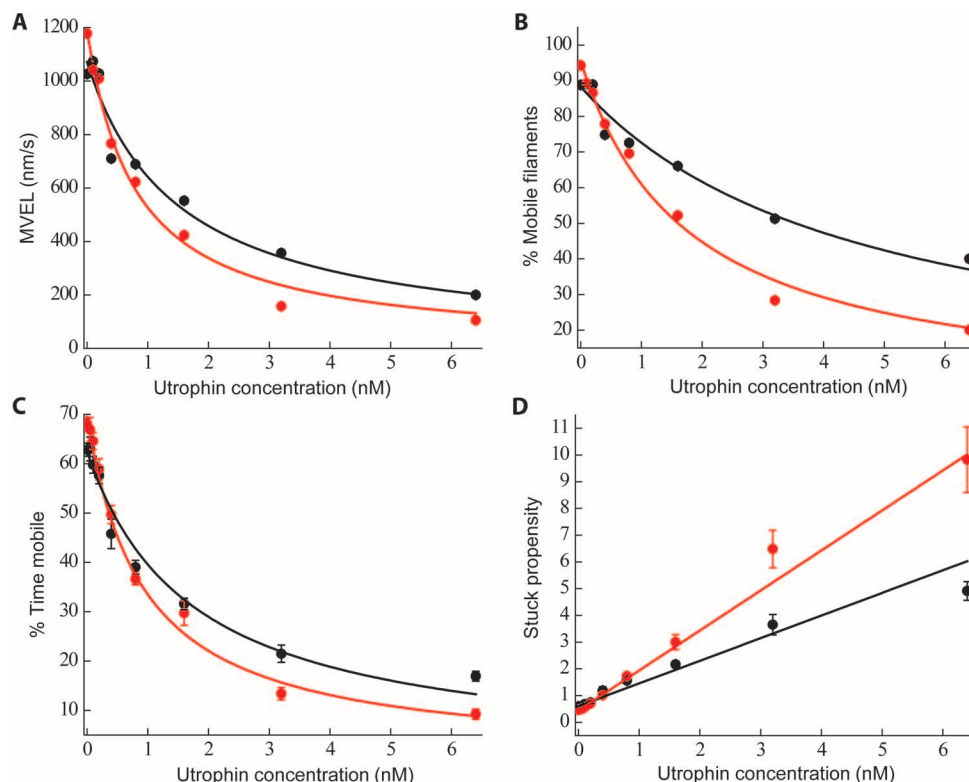 A
1200
1000
800
600
400
200
0
MVEL (nm/s)
0 1 2 3 4 5 6
Utrophin concentration (nM)
B
100
90
80
70
60
50
40
30
20
% Mobile filaments
0 1 2 3 4 5 6
Utrophin concentration (nM)
C
70
60
50
40
30
20
10
% Time mobile
0 1 2 3 4 5 6
Utrophin concentration (nM)
D
11
10
9
8
7
6
5
4
3
2
1
0
Stuck propensity
0 1 2 3 4 5 6
Utrophin concentration (nM)